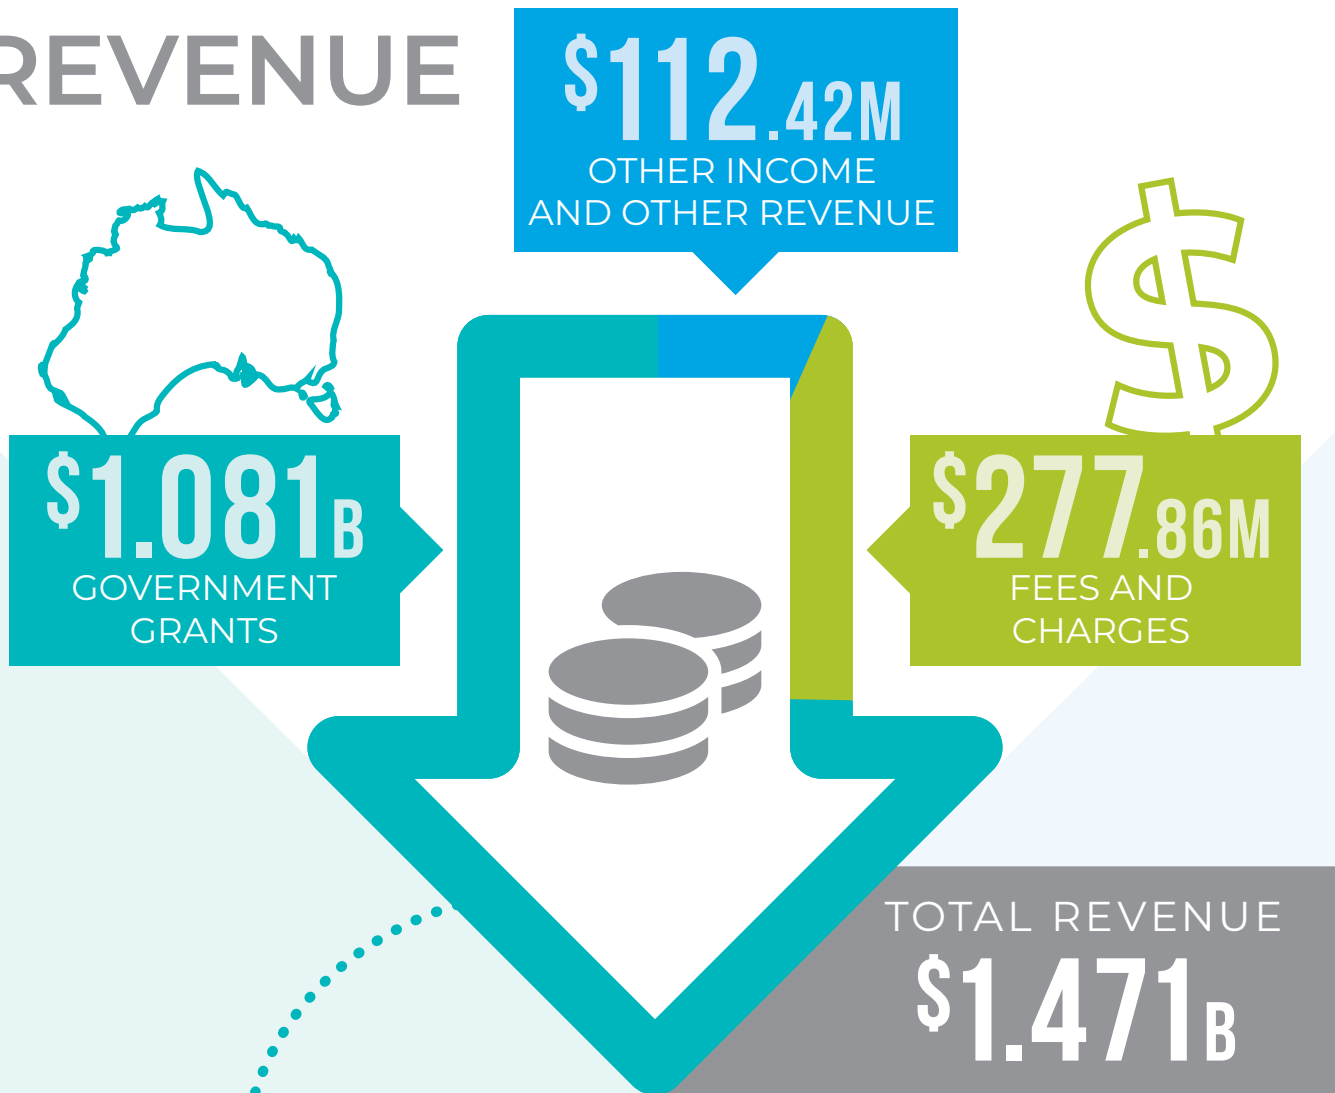 REVENUE
$112.42M
OTHER INCOME
AND OTHER REVENUE
$1.081B
GOVERNMENT
GRANTS
$277.86M
FEES AND
CHARGES
TOTAL REVENUE
$1.471B